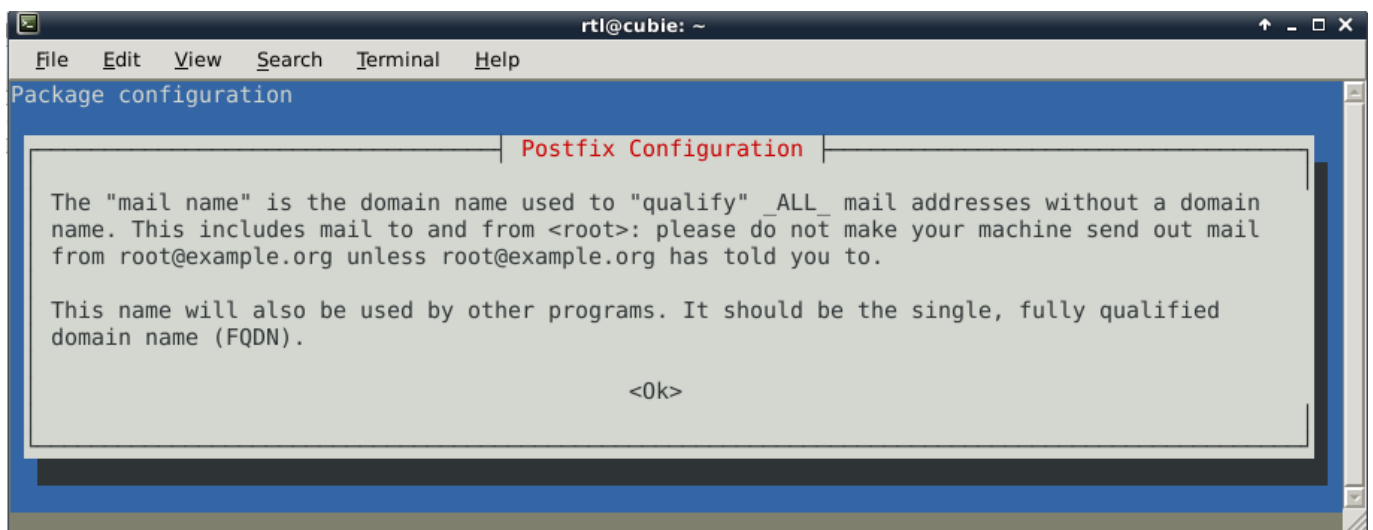 rtl@cubie: ~
File Edit View Search Terminal Help
Package configuration
Postfix Configuration
The "mail name" is the domain name used to "qualify" _ALL_ mail addresses without a domain
name. This includes mail to and from <root>: please do not make your machine send out mail
from root@example.org unless root@example.org has told you to.
This name will also be used by other programs. It should be the single, fully qualified
domain name (FQDN).
<Ok>